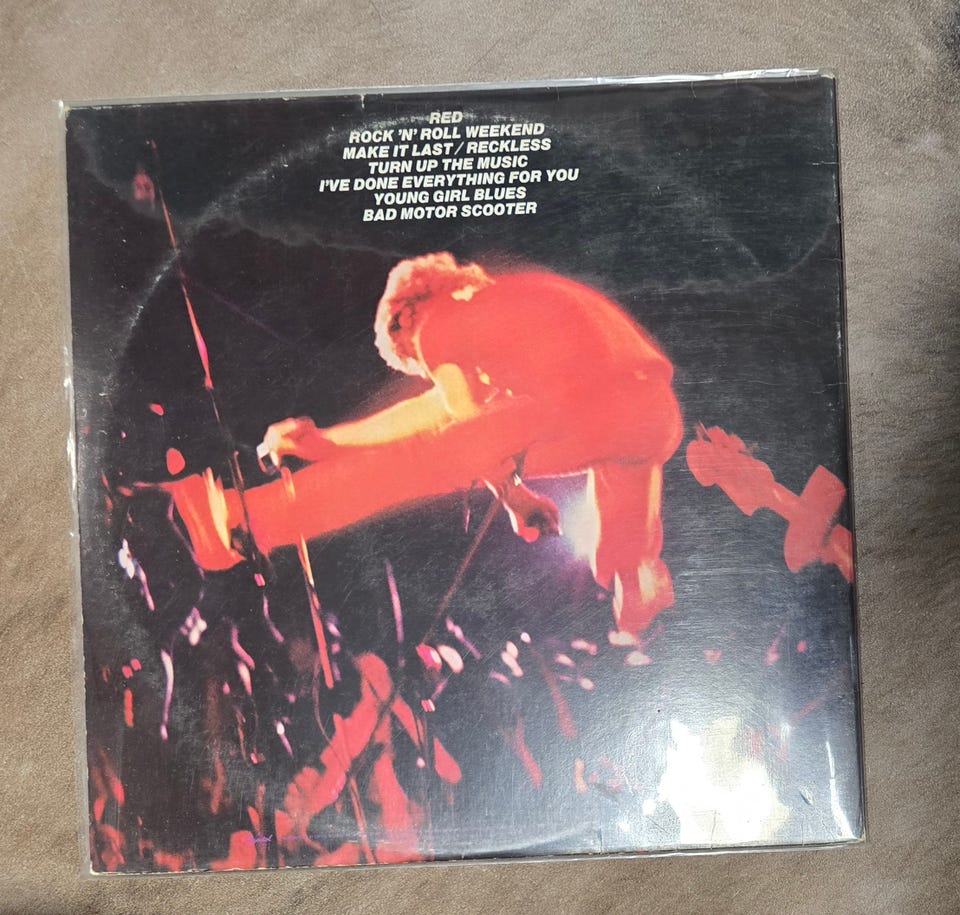 RED
ROCK 'N' ROLL WEEKEND
MAKE IT LAST / RECKLESS
TURN UP THE MUSIC
I'VE DONE EVERYTHING FOR YOU
YOUNG GIRL BLUES
BAD MOTOR SCOOTER